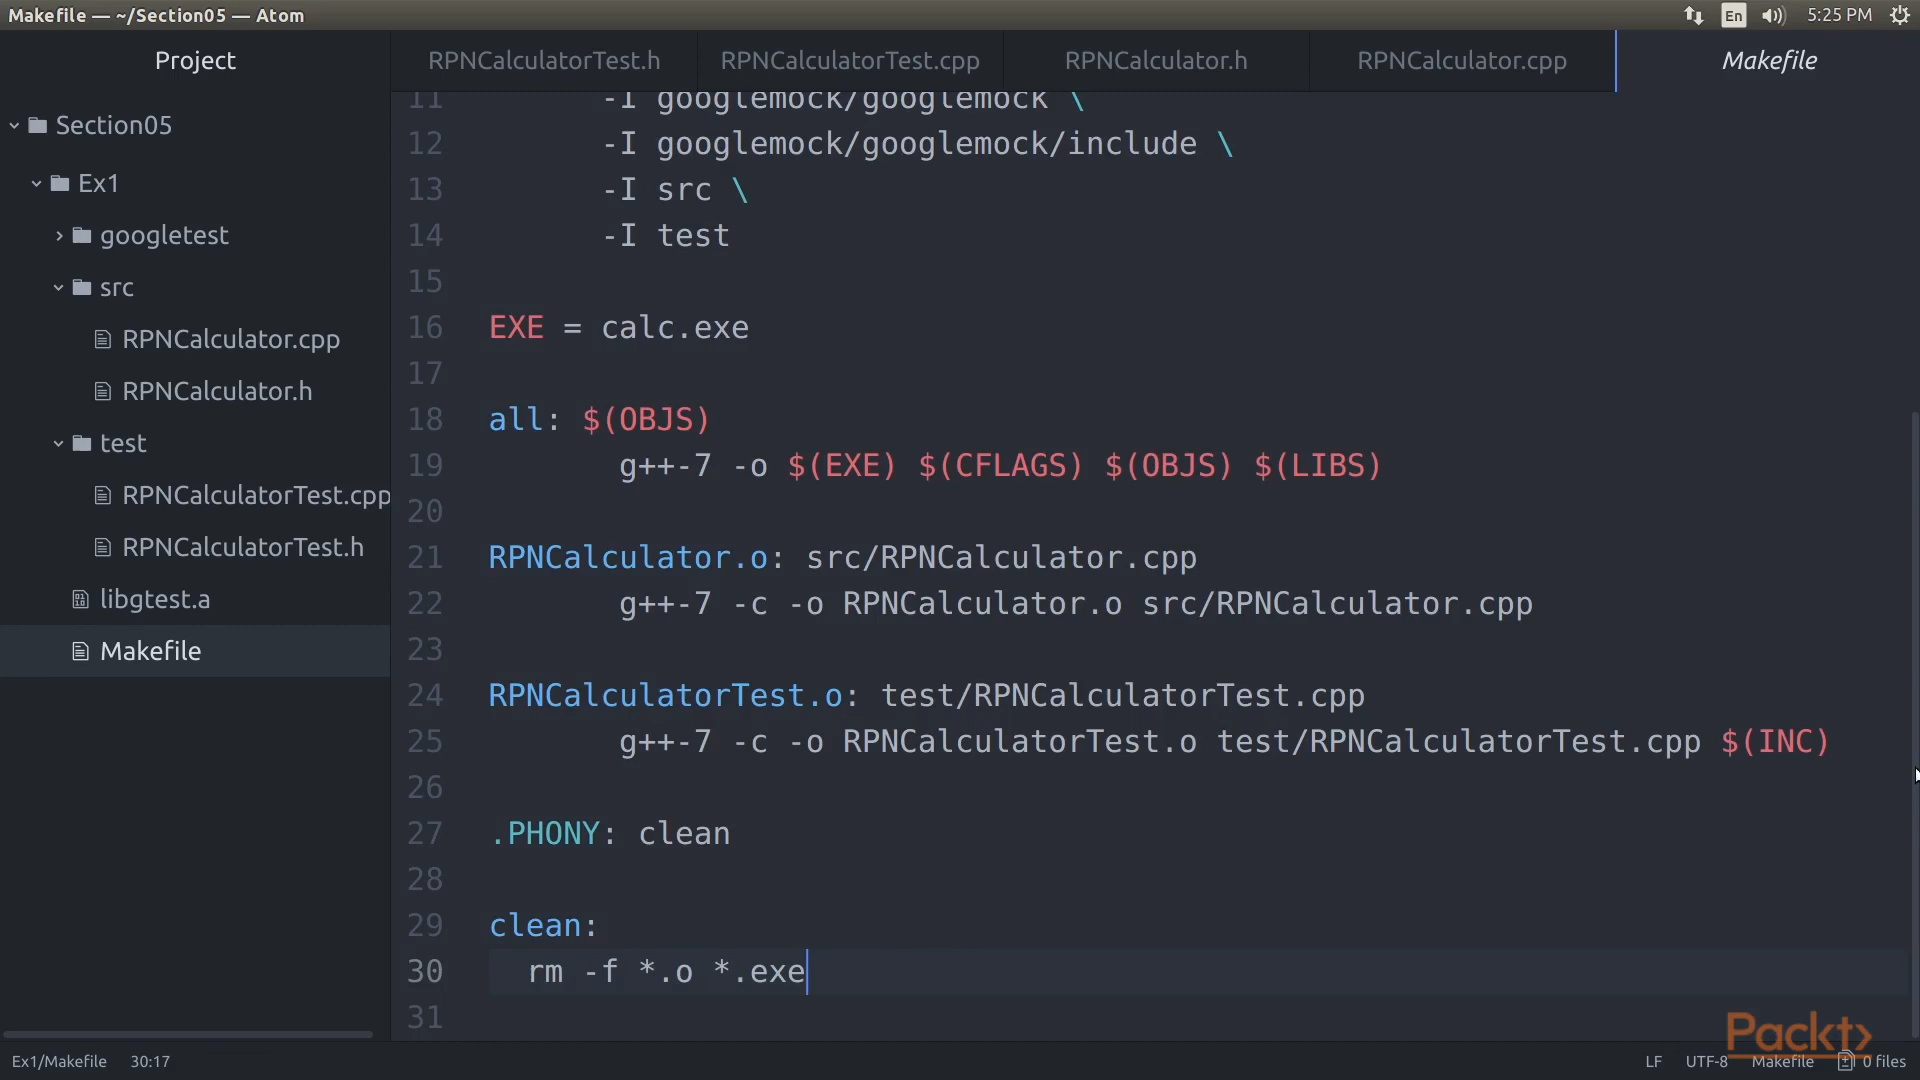 Makefile — ~/Section05 — Atom
En
5:25 PM
Project
RPNCalculatorTest.h
RPNCalculatorTest.cpp
RPNCalculator.h
RPNCalculator.cpp
Makefile
Section05
Ex1
googletest
src
RPNCalculator.cpp
RPNCalculator.h
test
RPNCalculatorTest.cpp
RPNCalculatorTest.h
libgtest.a
Makefile
11 -I googlemock/googlemock \
12 -I googlemock/googlemock/include \
13 -I src \
14 -I test
15
16 EXE = calc.exe
17
18 all: $(OBJS)
19 g++-7 -o $(EXE) $(CFLAGS) $(OBJS) $(LIBS)
20
21 RPNCalculator.o: src/RPNCalculator.cpp
22 g++-7 -c -o RPNCalculator.o src/RPNCalculator.cpp
23
24 RPNCalculatorTest.o: test/RPNCalculatorTest.cpp
25 g++-7 -c -o RPNCalculatorTest.o test/RPNCalculatorTest.cpp $(INC)
26
27 .PHONY: clean
28
29 clean:
30 rm -f *.o *.exe
31
Packt>
Ex1/Makefile 30:17
LF UTF-8 Makefile 0 files